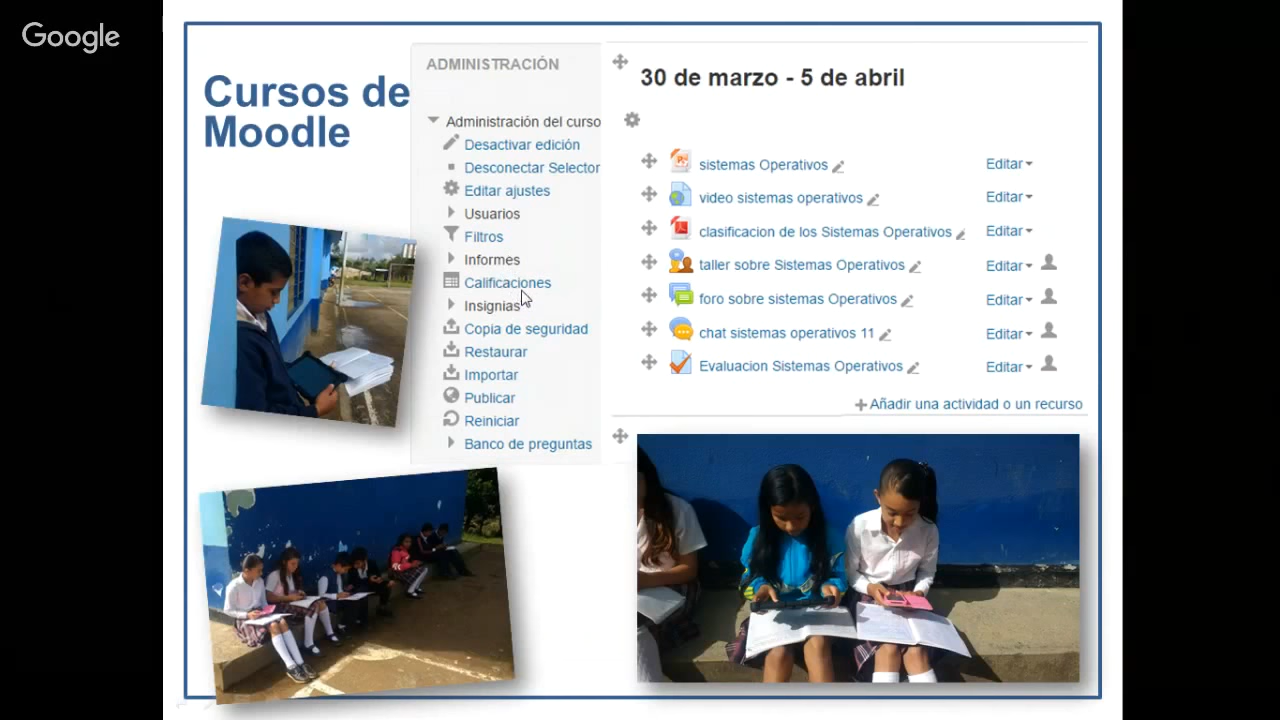 Google
Cursos de
Moodle
ADMINISTRACIÓN
Administración del curso
Desactivar edición
Desconectar Selector
Editar ajustes
Usuarios
Filtros
Informes
Calificaciones
Insignias
Copia de seguridad
Restaurar
Importar
Publicar
Reiniciar
Banco de preguntas
30 de marzo - 5 de abril
sistemas Operativos Editar
video sistemas operativos Editar
clasificacion de los Sistemas Operativos Editar
taller sobre Sistemas Operativos Editar
foro sobre sistemas Operativos Editar
chat sistemas operativos 11 Editar
Evaluacion Sistemas Operativos Editar
Añadir una actividad o un recurso